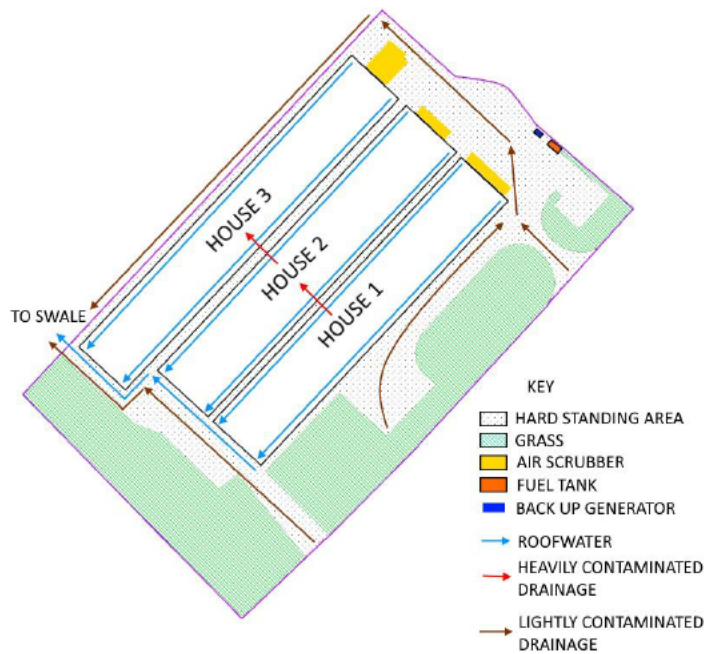 HOUSE 3
HOUSE 2
HOUSE 1
TO SWALE
KEY
HARD STANDING AREA
GRASS
AIR SCRUBBER
FUEL TANK
BACK UP GENERATOR
ROOFWATER
HEAVILY CONTAMINATED
DRAINAGE
LIGHTLY CONTAMINATED
DRAINAGE